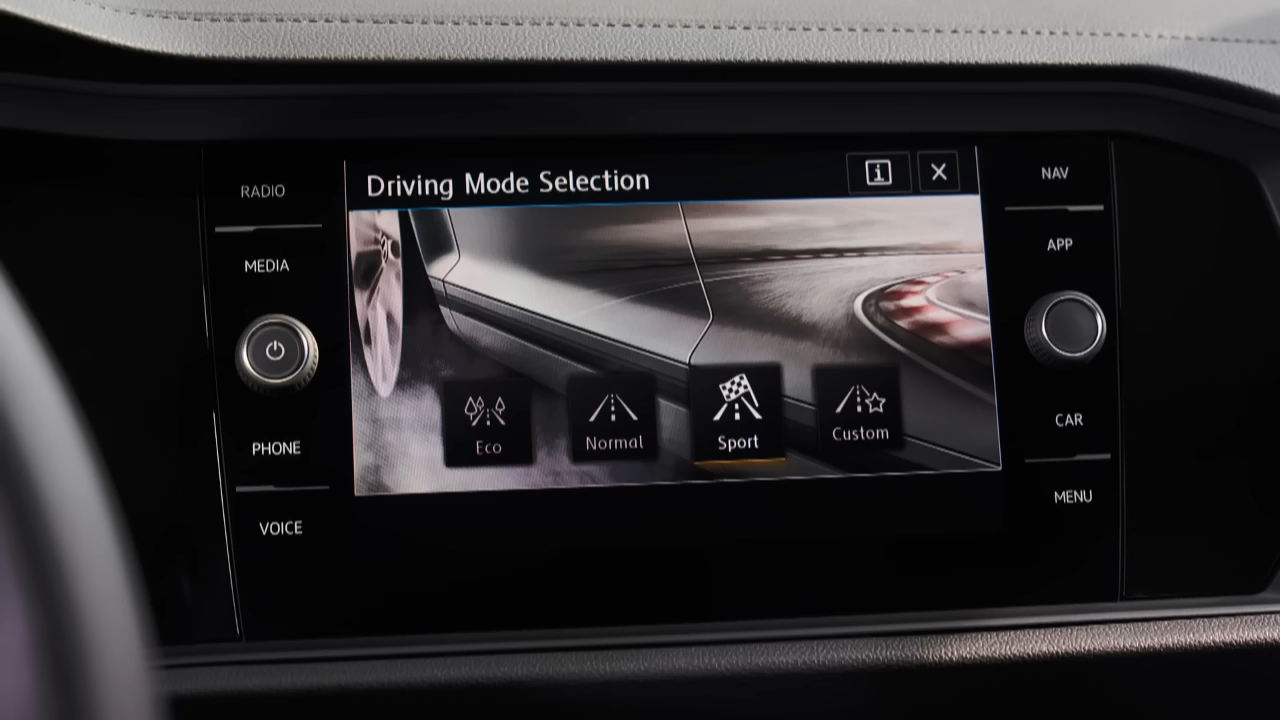 Driving Mode Selection
RADIO
MEDIA
PHONE
VOICE
Eco
Normal
Sport
Custom
NAV
APP
CAR
MENU